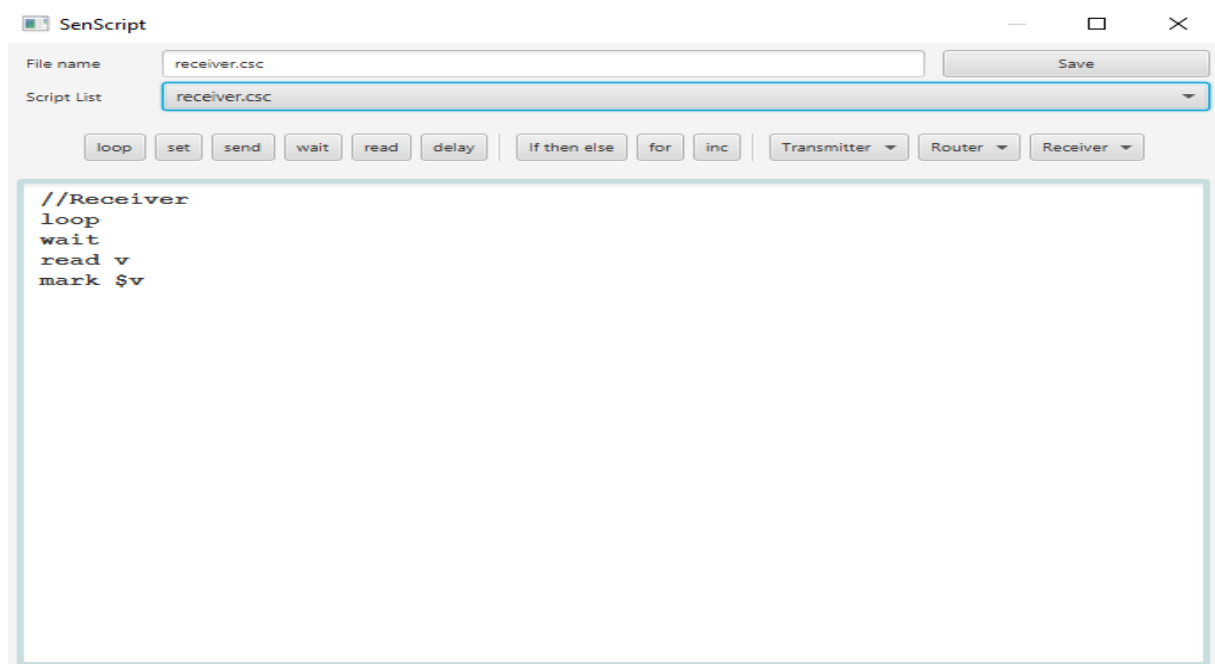 SenScript
File name receiver.csc Save
Script List receiver.csc
loop set send wait read delay If then else for inc Transmitter Router Receiver
//Receiver
loop
wait
read v
mark $v